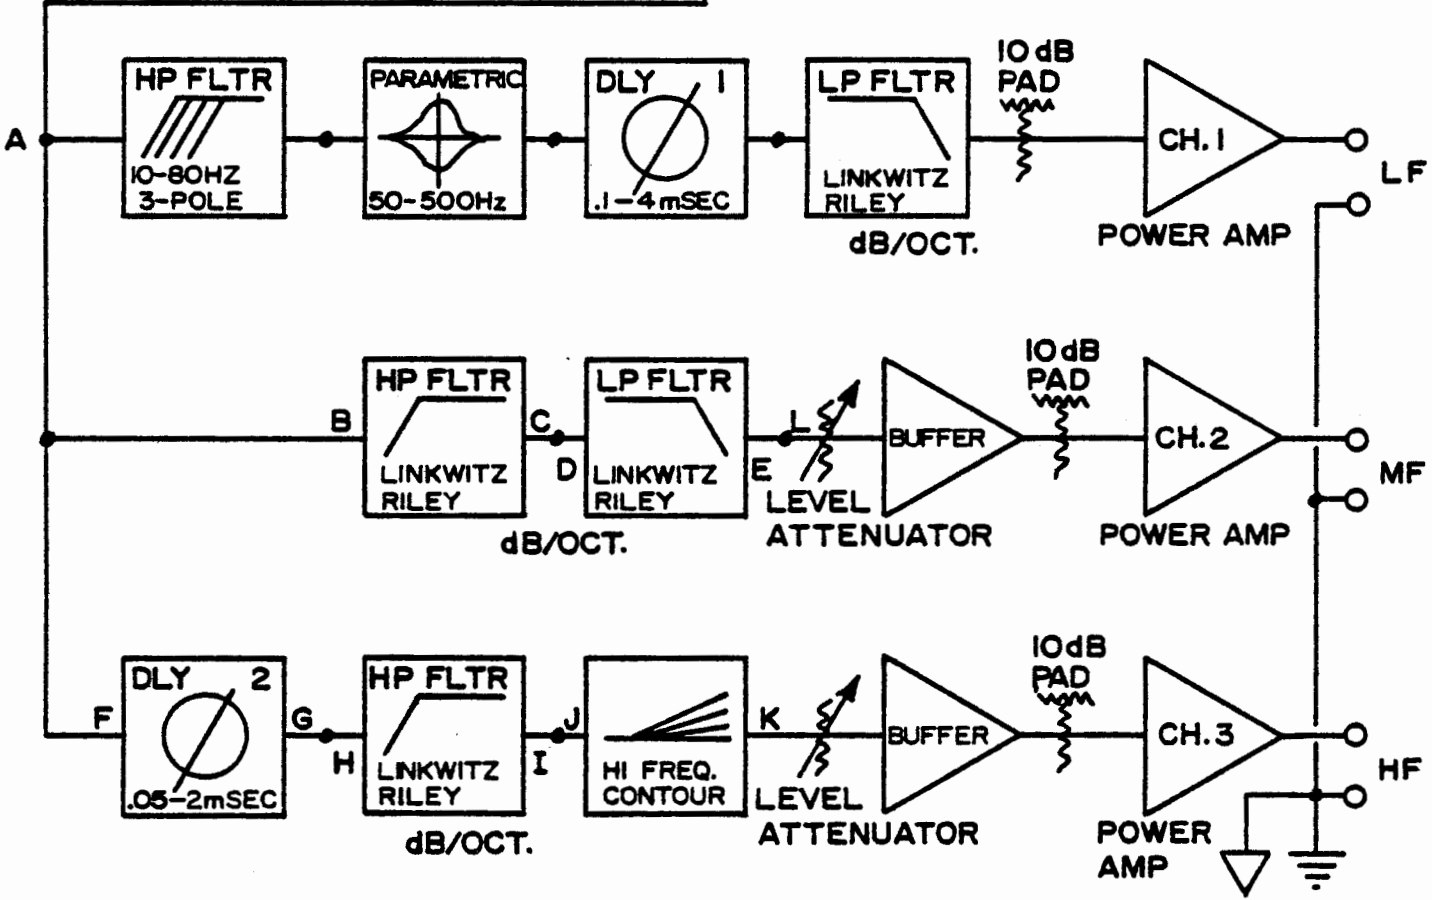 10 dB
PAD
HP FLTR
10-80HZ
3-POLE
PARAMETRIC
50-500Hz
DLY 1
.1-4mSEC
LP FLTR
LINKWITZ
RILEY
dB/OCT.
A
CH.1
POWER AMP
LF
10dB
PAD
B
HP FLTR
LINKWITZ
RILEY
C
D
LP FLTR
LINKWITZ
RILEY
dB/OCT.
E
L
LEVEL
ATTENUATOR
BUFFER
CH.2
POWER AMP
MF
10dB
PAD
F
DLY 2
.05-2mSEC
G
H
HP FLTR
LINKWITZ
RILEY
dB/OCT.
I
J
HI FREQ.
CONTOUR
K
LEVEL
ATTENUATOR
BUFFER
CH.3
POWER
AMP
HF